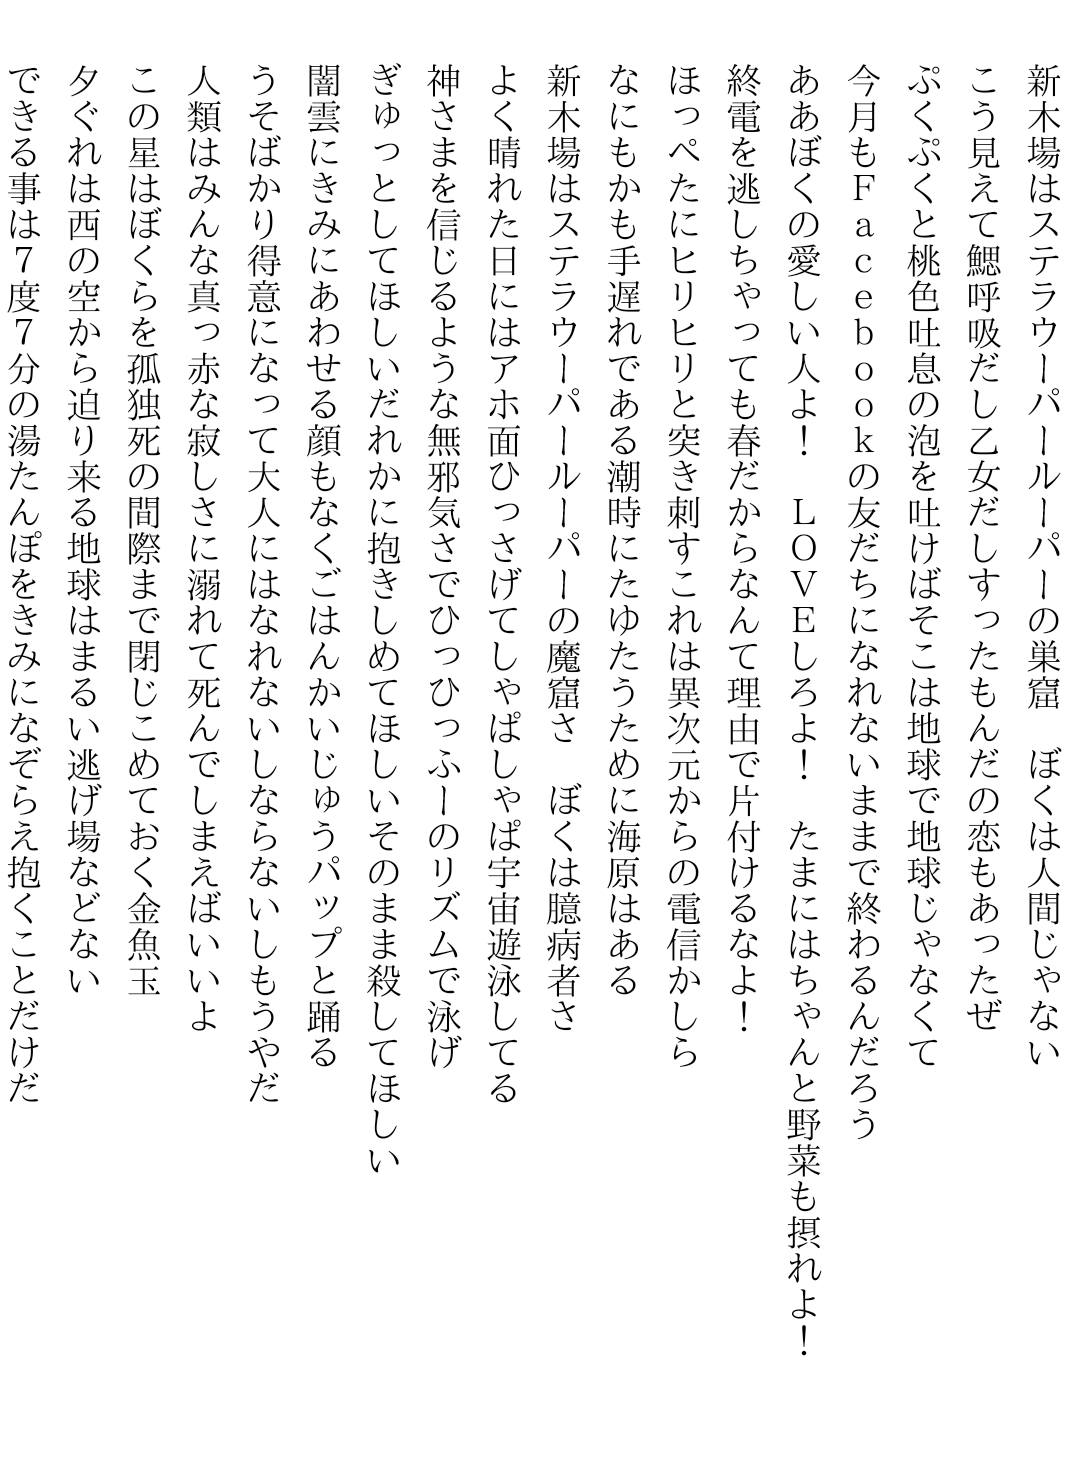 新木場はステラウーパールーパーの巣窟　ぼくは人間じゃない
こう見えて鰓呼吸だし乙女だしすったもんだの恋もあったぜ
ぷくぷくと桃色吐息の泡を吐けばそこは地球で地球じゃなくて
今月もＦａｃｅｂｏｏｋの友だちになれないままで終わるんだろう
ああぼくの愛しい人よ！　ＬＯＶＥしろよ！　たまにはちゃんと野菜も摂れよ！
終電を逃しちゃっても春だからなんて理由で片付けるなよ！
ほっぺたにヒリヒリと突き刺すこれは異次元からの電信かしら
なにもかも手遅れである潮時にたゆたうために海原はある
新木場はステラウーパールーパーの魔窟さ　ぼくは臆病者さ
よく晴れた日にはアホ面ひっさげてしゃぱしゃぱ宇宙遊泳してる
神さまを信じるような無邪気さでひっひっふーのリズムで泳げ
ぎゅっとしてほしいだれかに抱きしめてほしいそのまま殺してほしい
闇雲にきみにあわせる顔もなくごはんかいじゅうパップと踊る
うそばかり得意になって大人にはなれないしならないしもうやだ
人類はみんな真っ赤な寂しさに溺れて死んでしまえばいいよ
この星はぼくらを孤独死の間際まで閉じこめておく金魚玉
夕ぐれは西の空から迫り来る地球はまるい逃げ場などない
できる事は７度７分の湯たんぽをきみになぞらえ抱くことだけだ